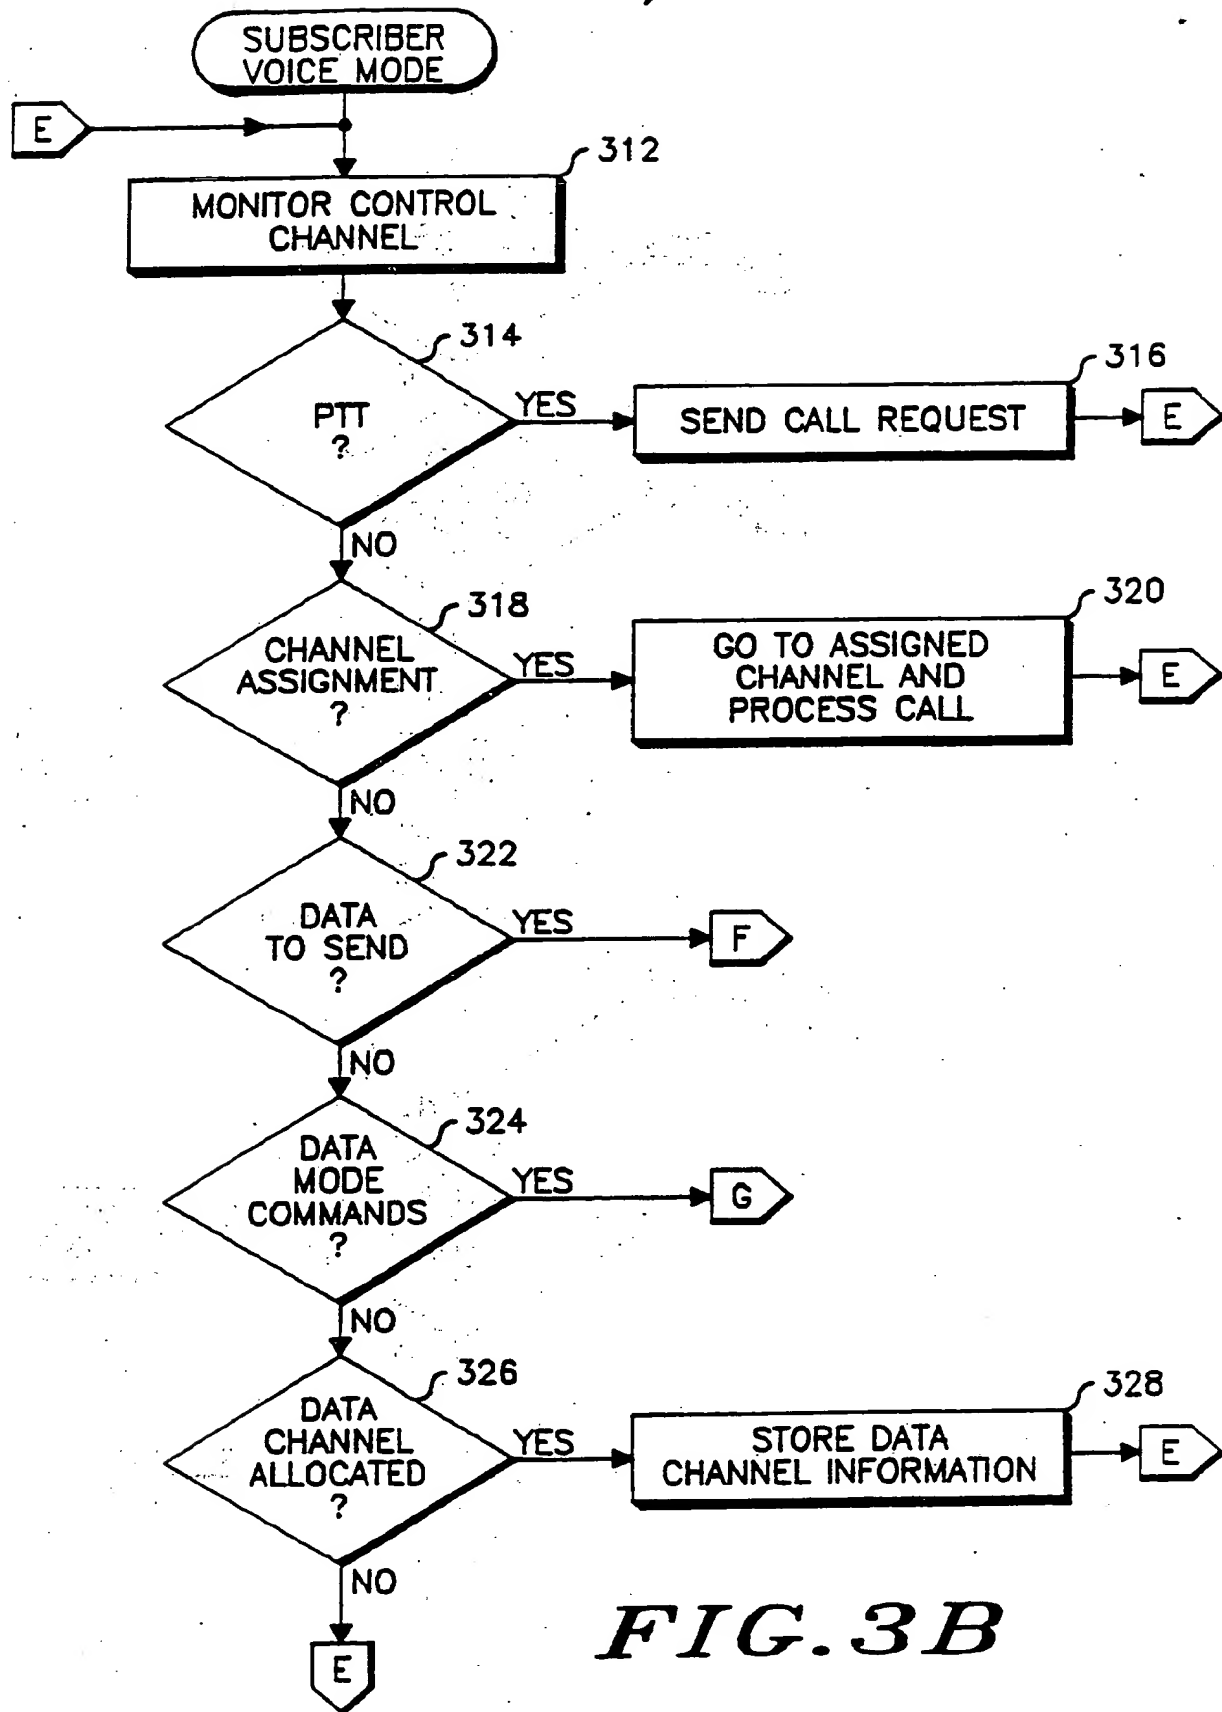 SUBSCRIBER
VOICE MODE
E
312
MONITOR CONTROL
CHANNEL
314
PTT
?
YES
316
SEND CALL REQUEST
E
NO
318
CHANNEL
ASSIGNMENT
?
YES
320
GO TO ASSIGNED
CHANNEL AND
PROCESS CALL
E
NO
322
DATA
TO SEND
?
YES
F
NO
324
DATA
MODE
COMMANDS
?
YES
G
NO
326
DATA
CHANNEL
ALLOCATED
?
YES
328
STORE DATA
CHANNEL INFORMATION
E
NO
E
FIG.3B